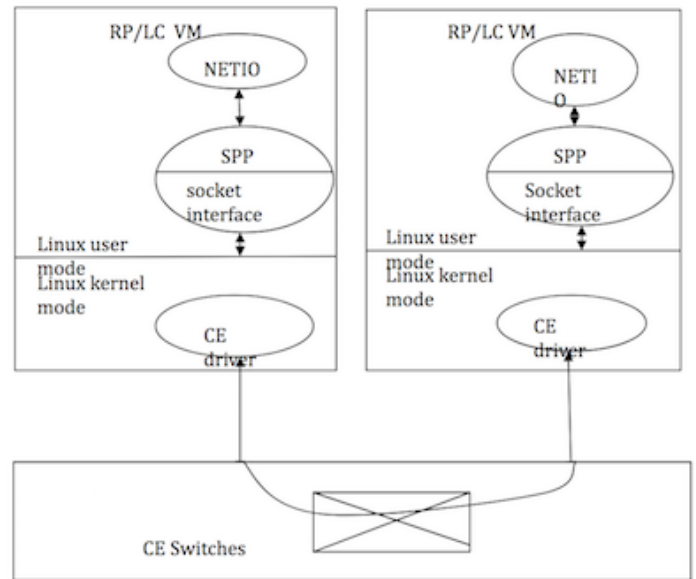 RP/LC VM
NETIO
SPP
socket
interface
Linux user
mode
Linux kernel
mode
CE
driver
RP/LC VM
NETI
O
SPP
Socket
interface
Linux user
mode
Linux kernel
mode
CE
driver
CE Switches